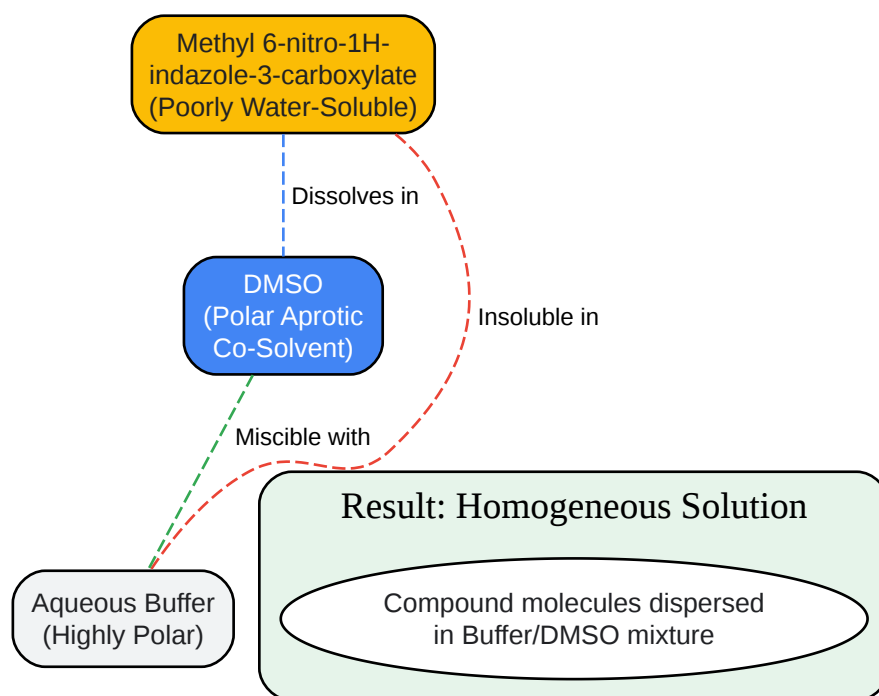 Methyl 6-nitro-1H-
indazole-3-carboxylate
(Poorly Water-Soluble)
Dissolves in
DMSO
(Polar Aprotic
Co-Solvent)
Insoluble in
Miscible with
Result: Homogeneous Solution
Aqueous Buffer
(Highly Polar)
Compound molecules dispersed
in Buffer/DMSO mixture